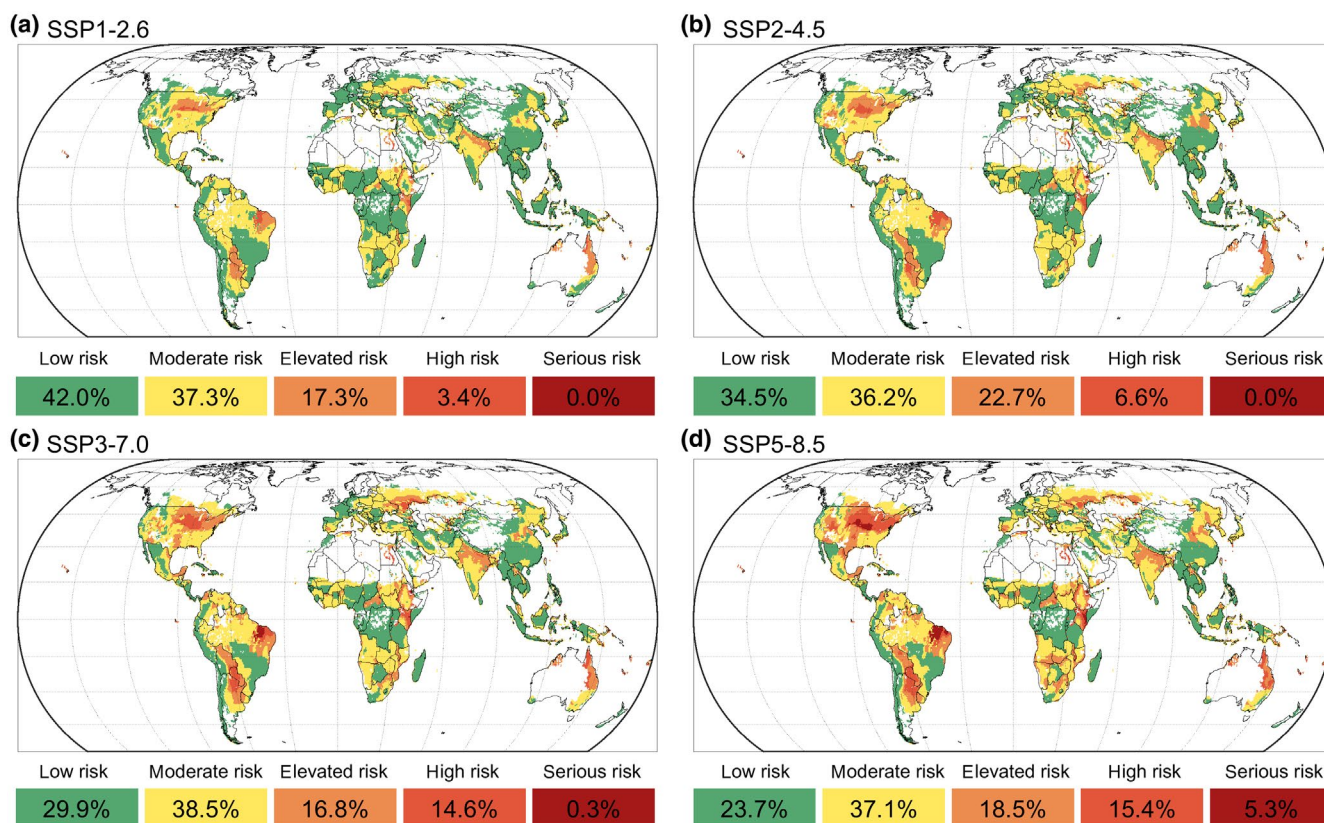 (a) SSP1-2.6
(b) SSP2-4.5
Low risk Moderate risk Elevated risk High risk Serious risk
42.0% 37.3% 17.3% 3.4% 0.0%
Low risk Moderate risk Elevated risk High risk Serious risk
34.5% 36.2% 22.7% 6.6% 0.0%
(c) SSP3-7.0
(d) SSP5-8.5
Low risk Moderate risk Elevated risk High risk Serious risk
29.9% 38.5% 16.8% 14.6% 0.3%
Low risk Moderate risk Elevated risk High risk Serious risk
23.7% 37.1% 18.5% 15.4% 5.3%